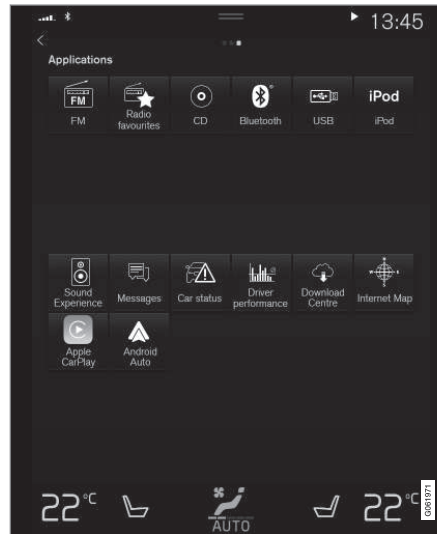 13:45
Applications
FM
FM
Radio
favourites
CD
Bluetooth
USB
iPod
iPod
Sound
Experience
Messages
Car status
Driver
performance
Download
Centre
Internet Map
Apple
CarPlay
Android
Auto
22°C
AUTO
22°C
G061971